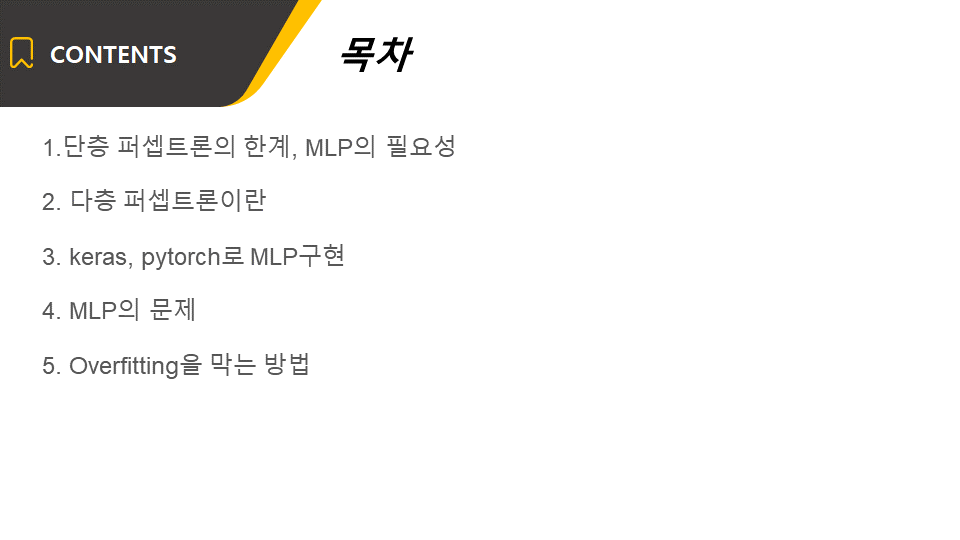 CONTENTS
목차
1.단층 퍼셉트론의 한계, MLP의 필요성
2. 다층 퍼셉트론이란
3. keras, pytorch로 MLP구현
4. MLP의 문제
5. Overfitting을 막는 방법